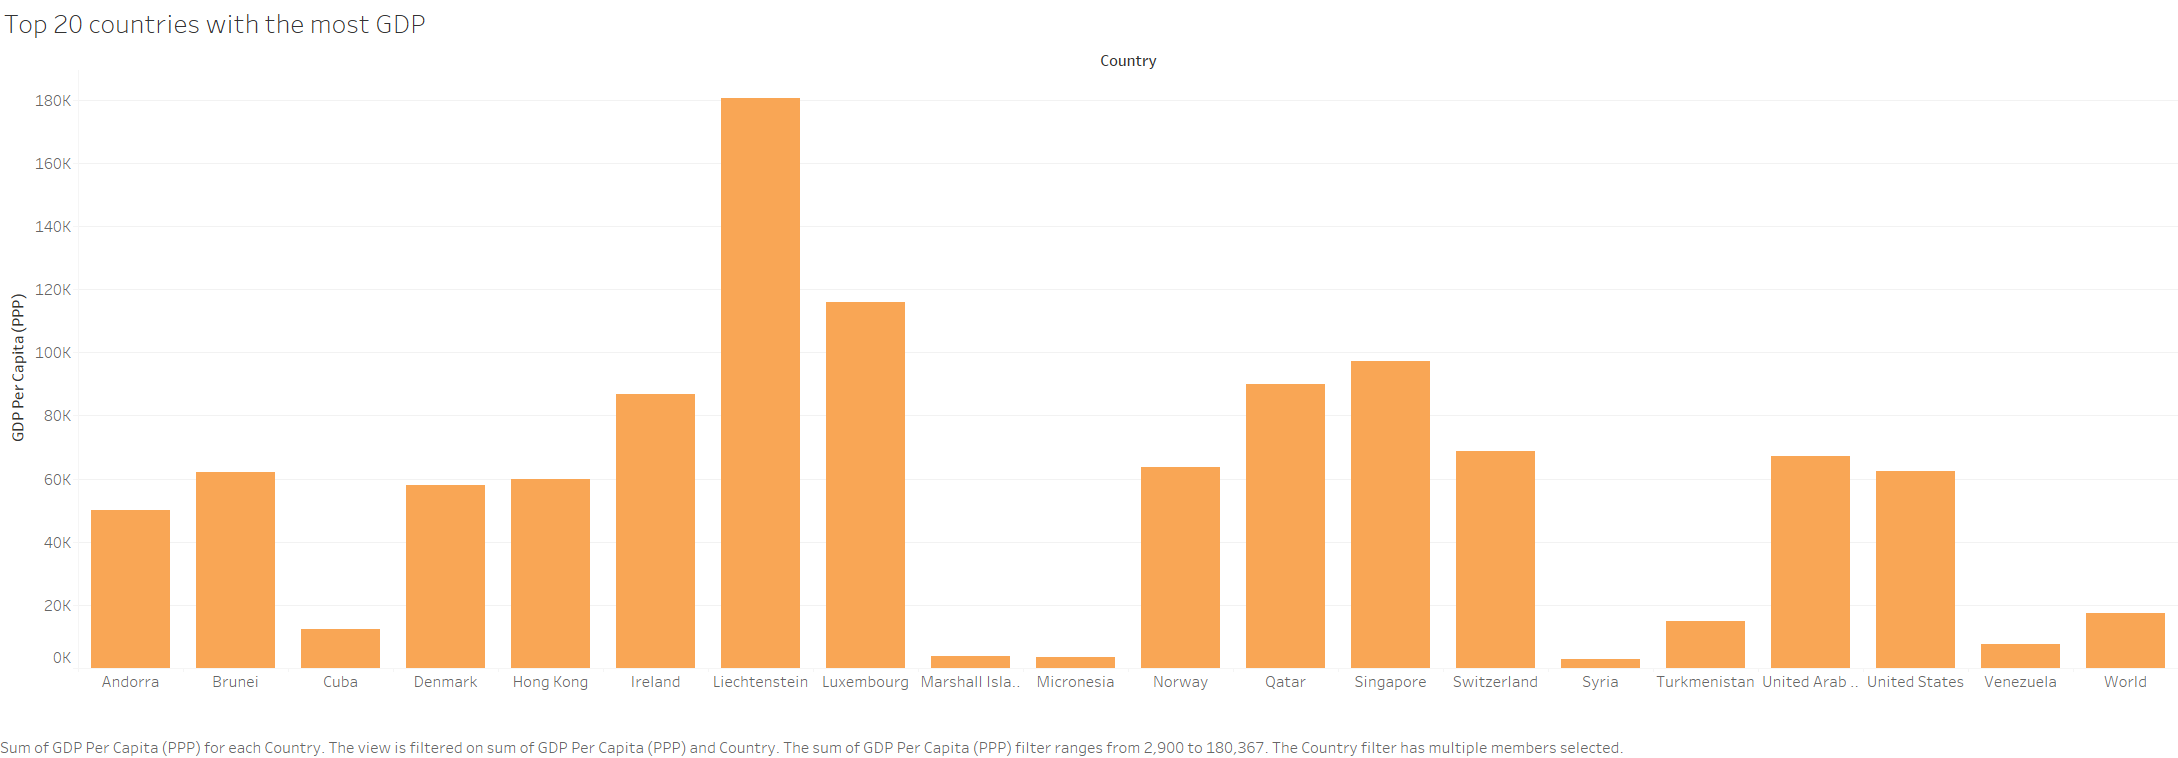 Top 20 countries with the most GDP
Country
GDP Per Capita (PPP)
180K
160K
140K
120K
100K
80K
60K
40K
20K
0K
Andorra Brunei Cuba Denmark Hong Kong Ireland Liechtenstein Luxembourg Marshall Isla.. Micronesia Norway Qatar Singapore Switzerland Syria Turkmenistan United Arab .. United States Venezuela World
Sum of GDP Per Capita (PPP) for each Country. The view is filtered on sum of GDP Per Capita (PPP) and Country. The sum of GDP Per Capita (PPP) filter ranges from 2,900 to 180,367. The Country filter has multiple members selected.